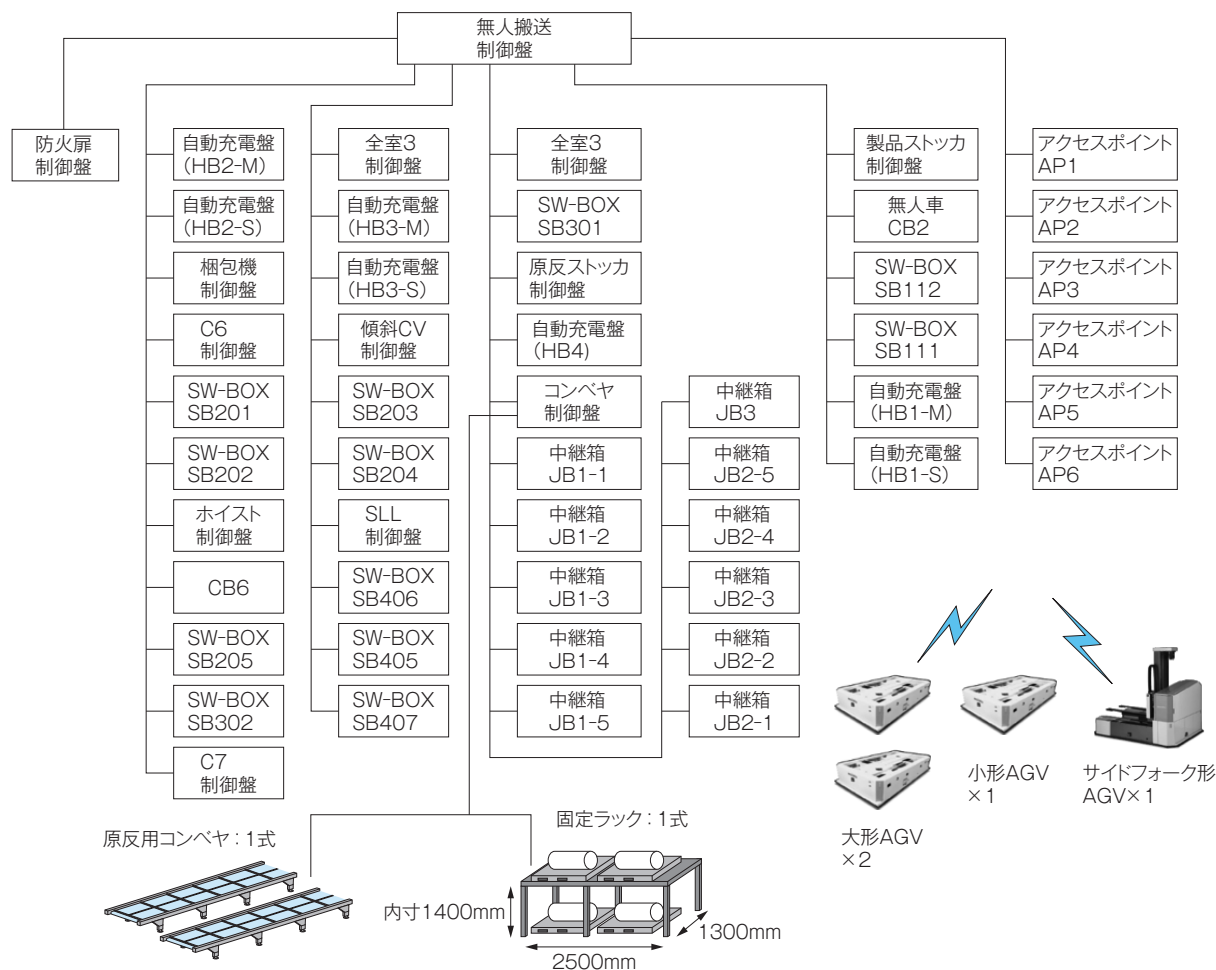 無人搬送
制御盤
防火扉
制御盤
自動充電盤
(HB2-M)
自動充電盤
(HB2-S)
梱包機
制御盤
C6
制御盤
SW-BOX
SB201
SW-BOX
SB202
ホイスト
制御盤
CB6
SW-BOX
SB205
SW-BOX
SB302
C7
制御盤
全室3
制御盤
自動充電盤
(HB3-M)
自動充電盤
(HB3-S)
傾斜CV
制御盤
SW-BOX
SB203
SW-BOX
SB204
SLL
制御盤
SW-BOX
SB406
SW-BOX
SB405
SW-BOX
SB407
全室3
制御盤
SW-BOX
SB301
原反ストッカ
制御盤
自動充電盤
(HB4)
コンベヤ
制御盤
中継箱
JB1-1
中継箱
JB1-2
中継箱
JB1-3
中継箱
JB1-4
中継箱
JB1-5
中継箱
JB3
中継箱
JB2-5
中継箱
JB2-4
中継箱
JB2-3
中継箱
JB2-2
中継箱
JB2-1
製品ストッカ
制御盤
無人車
CB2
SW-BOX
SB112
SW-BOX
SB111
自動充電盤
(HB1-M)
自動充電盤
(HB1-S)
アクセスポイント
AP1
アクセスポイント
AP2
アクセスポイント
AP3
アクセスポイント
AP4
アクセスポイント
AP5
アクセスポイント
AP6
大形AGV
×2
小形AGV
×1
サイドフォーク形
AGV×1
原反用コンベヤ：1式
固定ラック：1式
内寸1400mm
1300mm
2500mm